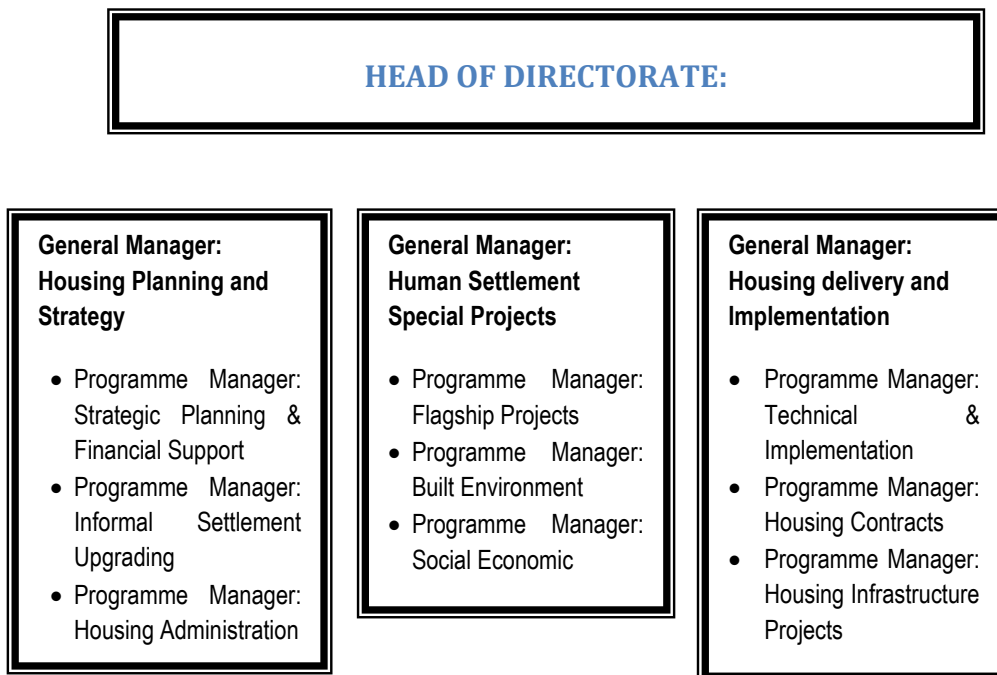 HEAD OF DIRECTORATE:
General Manager:
Housing Planning and
Strategy
• Programme Manager:
Strategic Planning &
Financial Support
• Programme Manager:
Informal Settlement
Upgrading
• Programme Manager:
Housing Administration
General Manager:
Human Settlement
Special Projects
• Programme Manager:
Flagship Projects
• Programme Manager:
Built Environment
• Programme Manager:
Social Economic
General Manager:
Housing delivery and
Implementation
• Programme Manager:
Technical &
Implementation
• Programme Manager:
Housing Contracts
• Programme Manager:
Housing Infrastructure
Projects